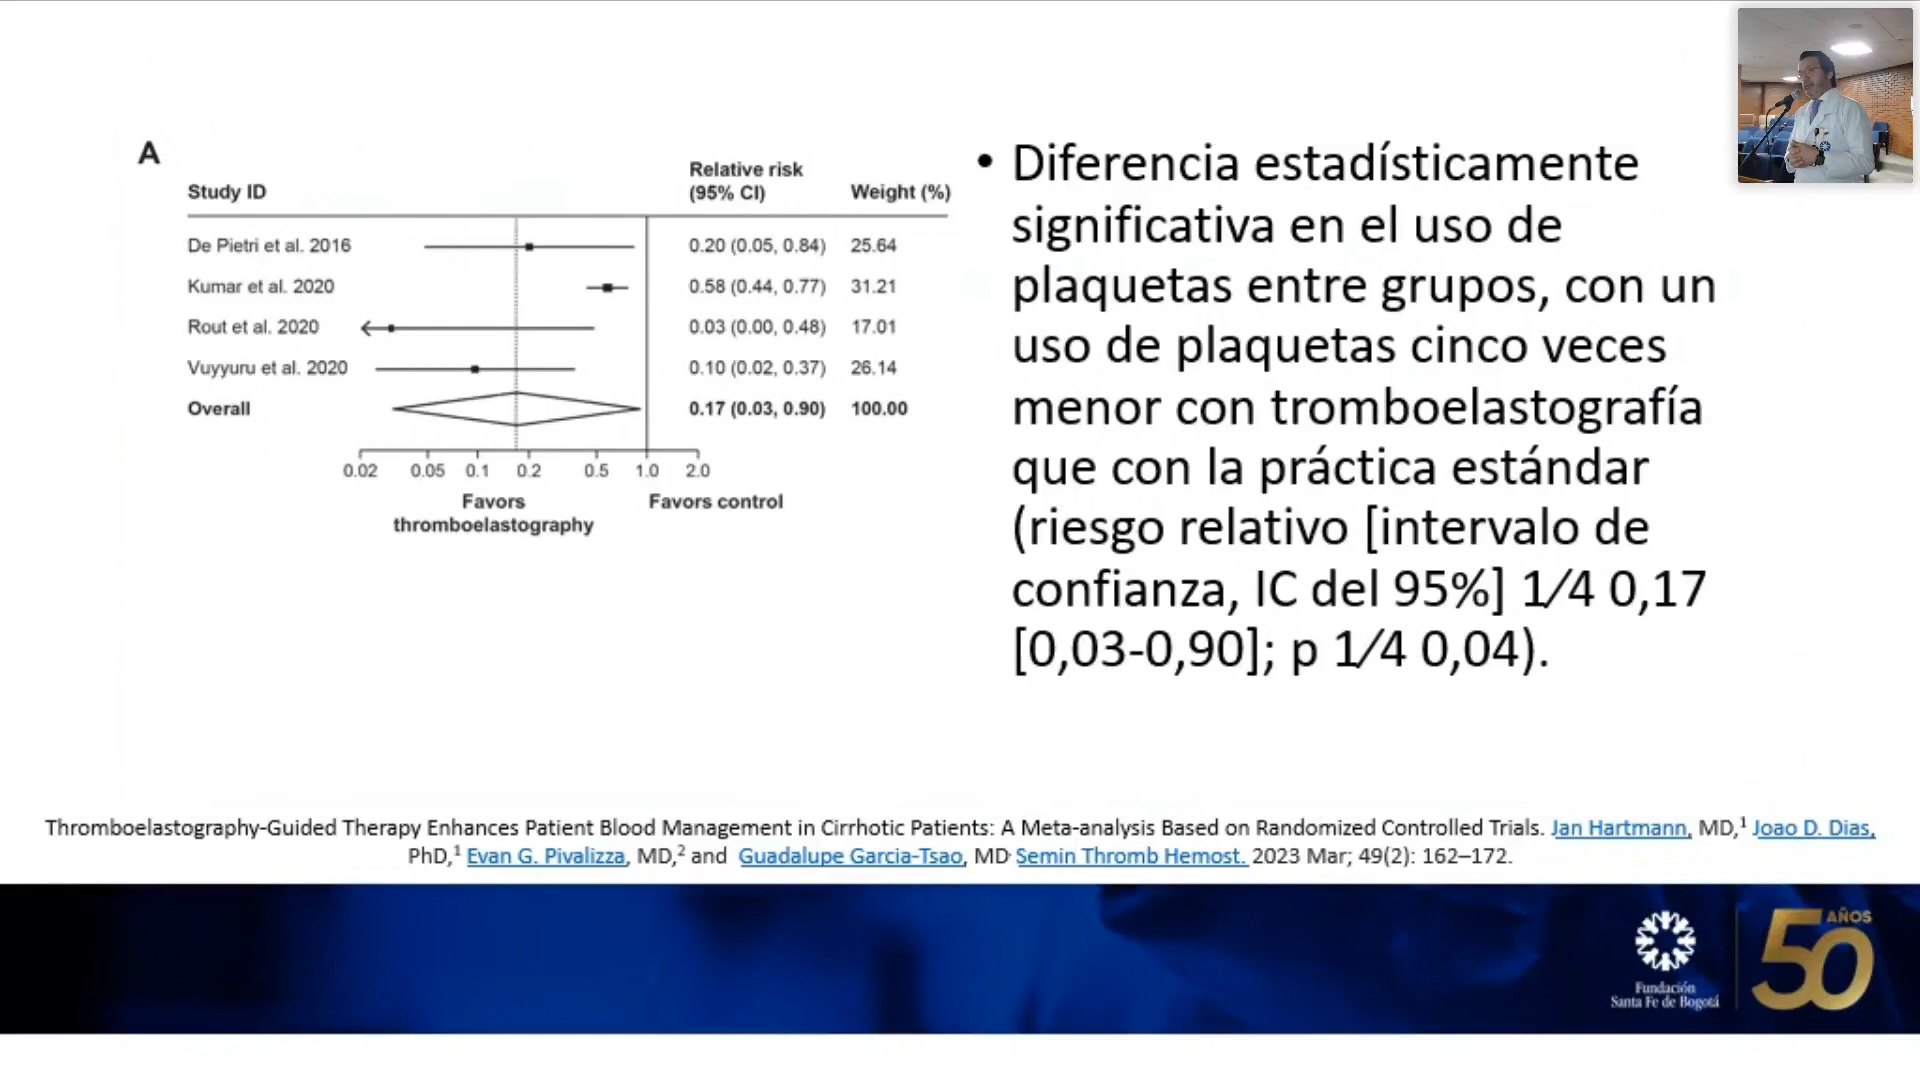 A
Study ID
Relative risk
(95% CI)
Weight (%)
De Pietri et al. 2016 0.20 (0.05, 0.84) 25.64
Kumar et al. 2020 0.58 (0.44, 0.77) 31.21
Rout et al. 2020 0.03 (0.00, 0.48) 17.01
Vuyyuru et al. 2020 0.10 (0.02, 0.37) 26.14
Overall 0.17 (0.03, 0.90) 100.00
0.02 0.05 0.1 0.2 0.5 1.0 2.0
Favors
thromboelastography
Favors control
• Diferencia estadísticamente
significativa en el uso de
plaquetas entre grupos, con un
uso de plaquetas cinco veces
menor con tromboelastografía
que con la práctica estándar
(riesgo relativo [intervalo de
confianza, IC del 95%] 1⁄4 0,17
[0,03-0,90]; p 1⁄4 0,04).
Thromboelastography-Guided Therapy Enhances Patient Blood Management in Cirrhotic Patients: A Meta-analysis Based on Randomized Controlled Trials. Jan Hartmann, MD,1 Joao D. Dias,
PhD,1 Evan G. Pivalizza, MD,2 and Guadalupe Garcia-Tsao, MD Semin Thromb Hemost. 2023 Mar; 49(2): 162–172.
Fundación
Santa Fe de Bogotá
50 AÑOS